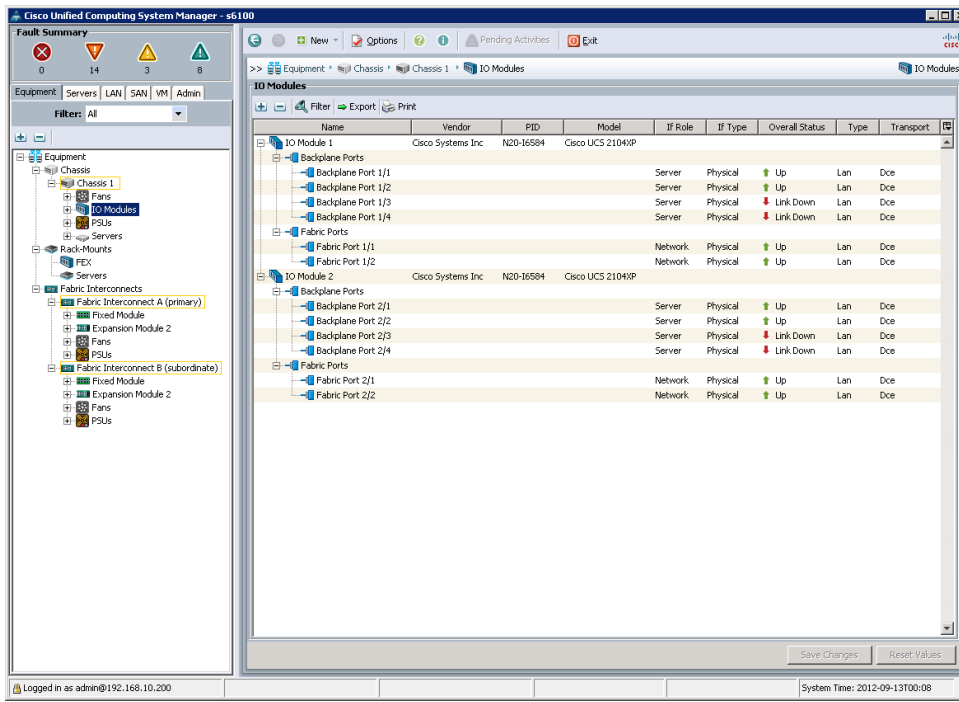 Cisco Unified Computing System Manager - s6100
Fault Summary
0 14 3 8
Equipment Servers LAN SAN VM Admin
Filter: All
Equipment
Chassis
Chassis 1
Fans
IO Modules
PSUs
Servers
Rack-Mounts
FEX
Servers
Fabric Interconnects
Fabric Interconnect A (primary)
Fixed Module
Expansion Module 2
Fans
PSUs
Fabric Interconnect B (subordinate)
Fixed Module
Expansion Module 2
Fans
PSUs
New Options Pending Activities Exit
cisc
>> Equipment Chassis Chassis 1 IO Modules IO Modules
IO Modules
Filter Export Print
Name Vendor PID Model If Role If Type Overall Status Type Transport
IO Module 1 Cisco Systems Inc N20-I6584 Cisco UCS 2104XP
Backplane Ports
Backplane Port 1/1 Server Physical Up Lan Dce
Backplane Port 1/2 Server Physical Up Lan Dce
Backplane Port 1/3 Server Physical Link Down Lan Dce
Backplane Port 1/4 Server Physical Link Down Lan Dce
Fabric Ports
Fabric Port 1/1 Network Physical Up Lan Dce
Fabric Port 1/2 Network Physical Up Lan Dce
IO Module 2 Cisco Systems Inc N20-I6584 Cisco UCS 2104XP
Backplane Ports
Backplane Port 2/1 Server Physical Up Lan Dce
Backplane Port 2/2 Server Physical Up Lan Dce
Backplane Port 2/3 Server Physical Link Down Lan Dce
Backplane Port 2/4 Server Physical Link Down Lan Dce
Fabric Ports
Fabric Port 2/1 Network Physical Up Lan Dce
Fabric Port 2/2 Network Physical Up Lan Dce
Save Changes Reset Values
Logged in as admin@192.168.10.200 System Time: 2012-09-13T00:08